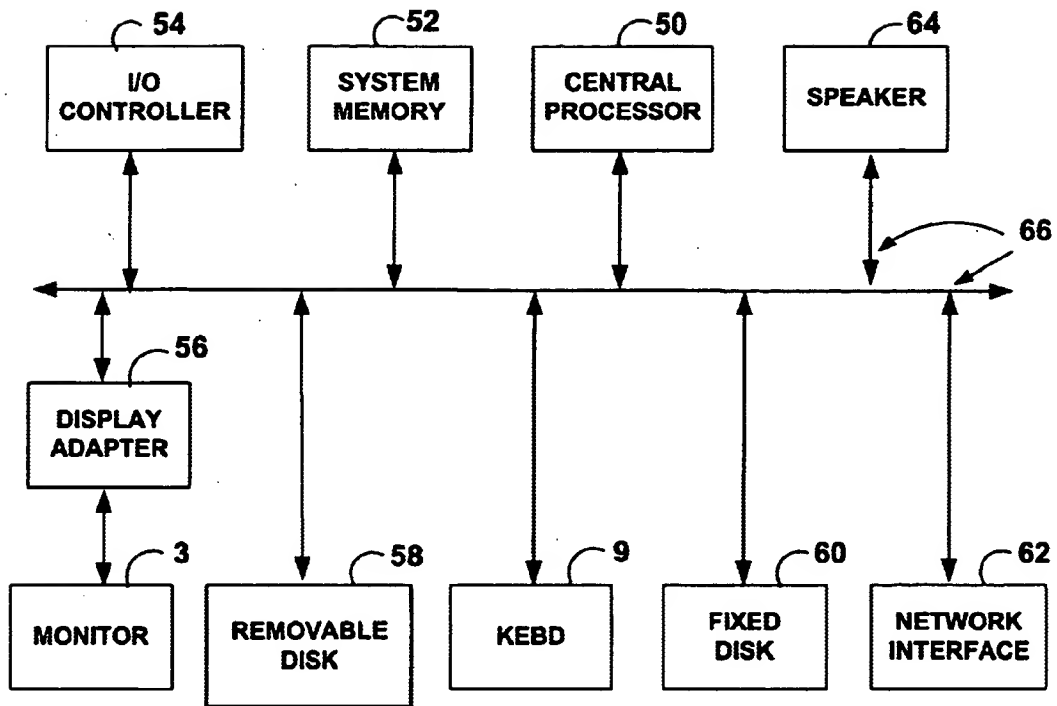 54
52
50
64
I/O
CONTROLLER
SYSTEM
MEMORY
CENTRAL
PROCESSOR
SPEAKER
66
56
DISPLAY
ADAPTER
3
58
9
60
62
MONITOR
REMOVABLE
DISK
KEBD
FIXED
DISK
NETWORK
INTERFACE